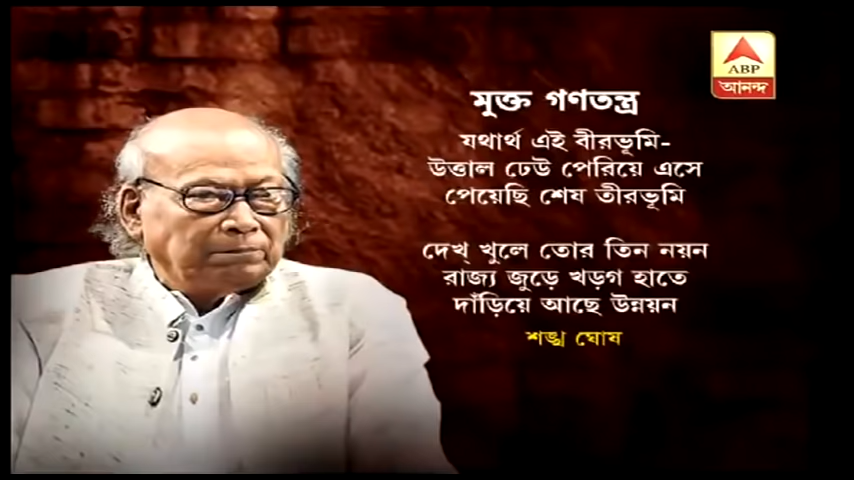 ABP
আনন্দ
মুক্ত গণতন্ত্র
যথার্থ এই বীরভূমি-
উত্তাল ঢেউ পেরিয়ে এসে
পেয়েছি শেষ তীরভূমি
দেখ্ খুলে তোর তিন নয়ন
রাজ্য জুড়ে খড়গ হাতে
দাঁড়িয়ে আছে উন্নয়ন
শঙ্খ ঘোষ